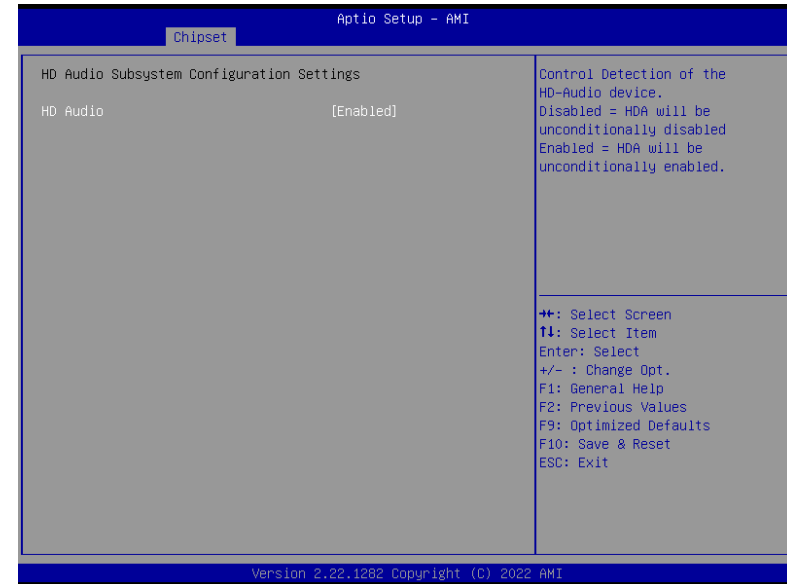 Aptio Setup – AMI
Chipset
HD Audio Subsystem Configuration Settings
HD Audio [Enabled]
Control Detection of the
HD-Audio device.
Disabled = HDA will be
unconditionally disabled
Enabled = HDA will be
unconditionally enabled.
→←: Select Screen
↑↓: Select Item
Enter: Select
+/- : Change Opt.
F1: General Help
F2: Previous Values
F9: Optimized Defaults
F10: Save & Reset
ESC: Exit
Version 2.22.1282 Copyright (C) 2022 AMI